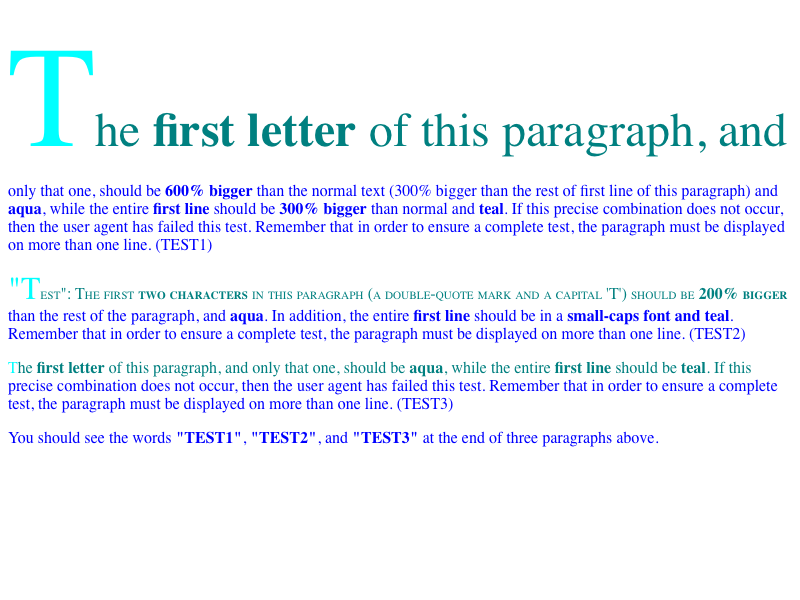 The first letter of this paragraph, and
only that one, should be 600% bigger than the normal text (300% bigger than the rest of first line of this paragraph) and
aqua, while the entire first line should be 300% bigger than normal and teal. If this precise combination does not occur,
then the user agent has failed this test. Remember that in order to ensure a complete test, the paragraph must be displayed
on more than one line. (TEST1)
"Test": The first two characters in this paragraph (a double-quote mark and a capital 'T') should be 200% bigger
than the rest of the paragraph, and aqua. In addition, the entire first line should be in a small-caps font and teal.
Remember that in order to ensure a complete test, the paragraph must be displayed on more than one line. (TEST2)
The first letter of this paragraph, and only that one, should be aqua, while the entire first line should be teal. If this
precise combination does not occur, then the user agent has failed this test. Remember that in order to ensure a complete
test, the paragraph must be displayed on more than one line. (TEST3)
You should see the words "TEST1", "TEST2", and "TEST3" at the end of three paragraphs above.